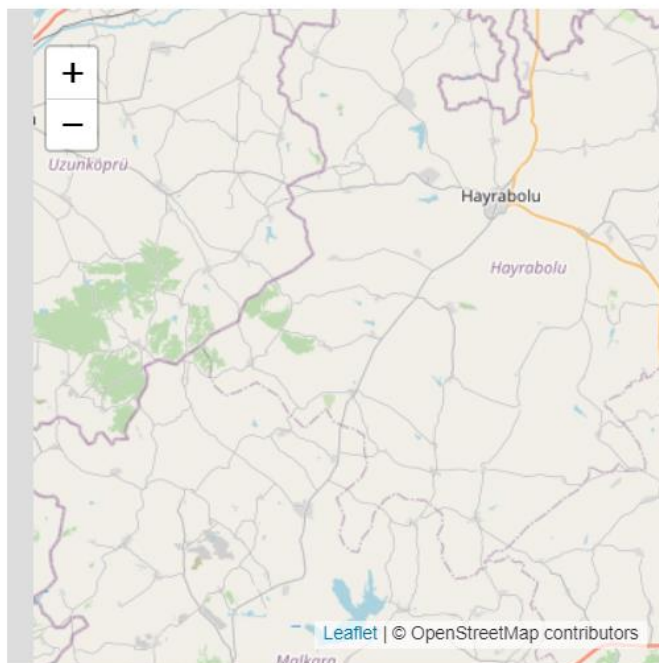 +
−
Uzunköprü
Hayrabolu
Hayrabolu
Leaflet | © OpenStreetMap contributors
Malkara